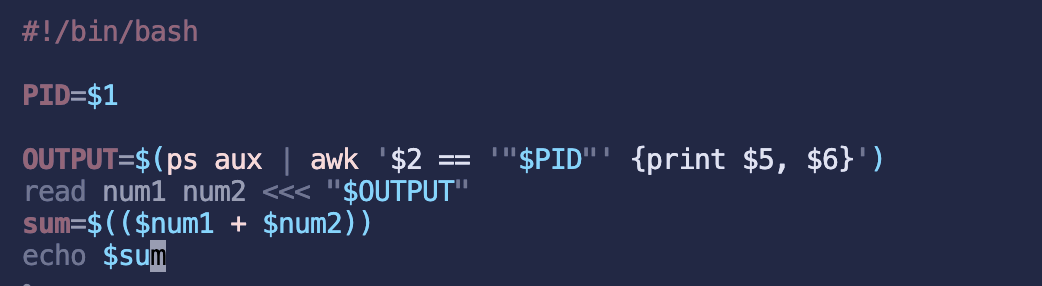 #!/bin/bash
PID=$1
OUTPUT=$(ps aux | awk '$2 == '"$PID"' {print $5, $6}')
read num1 num2 <<< "$OUTPUT"
sum=$(($num1 + $num2))
echo $sum